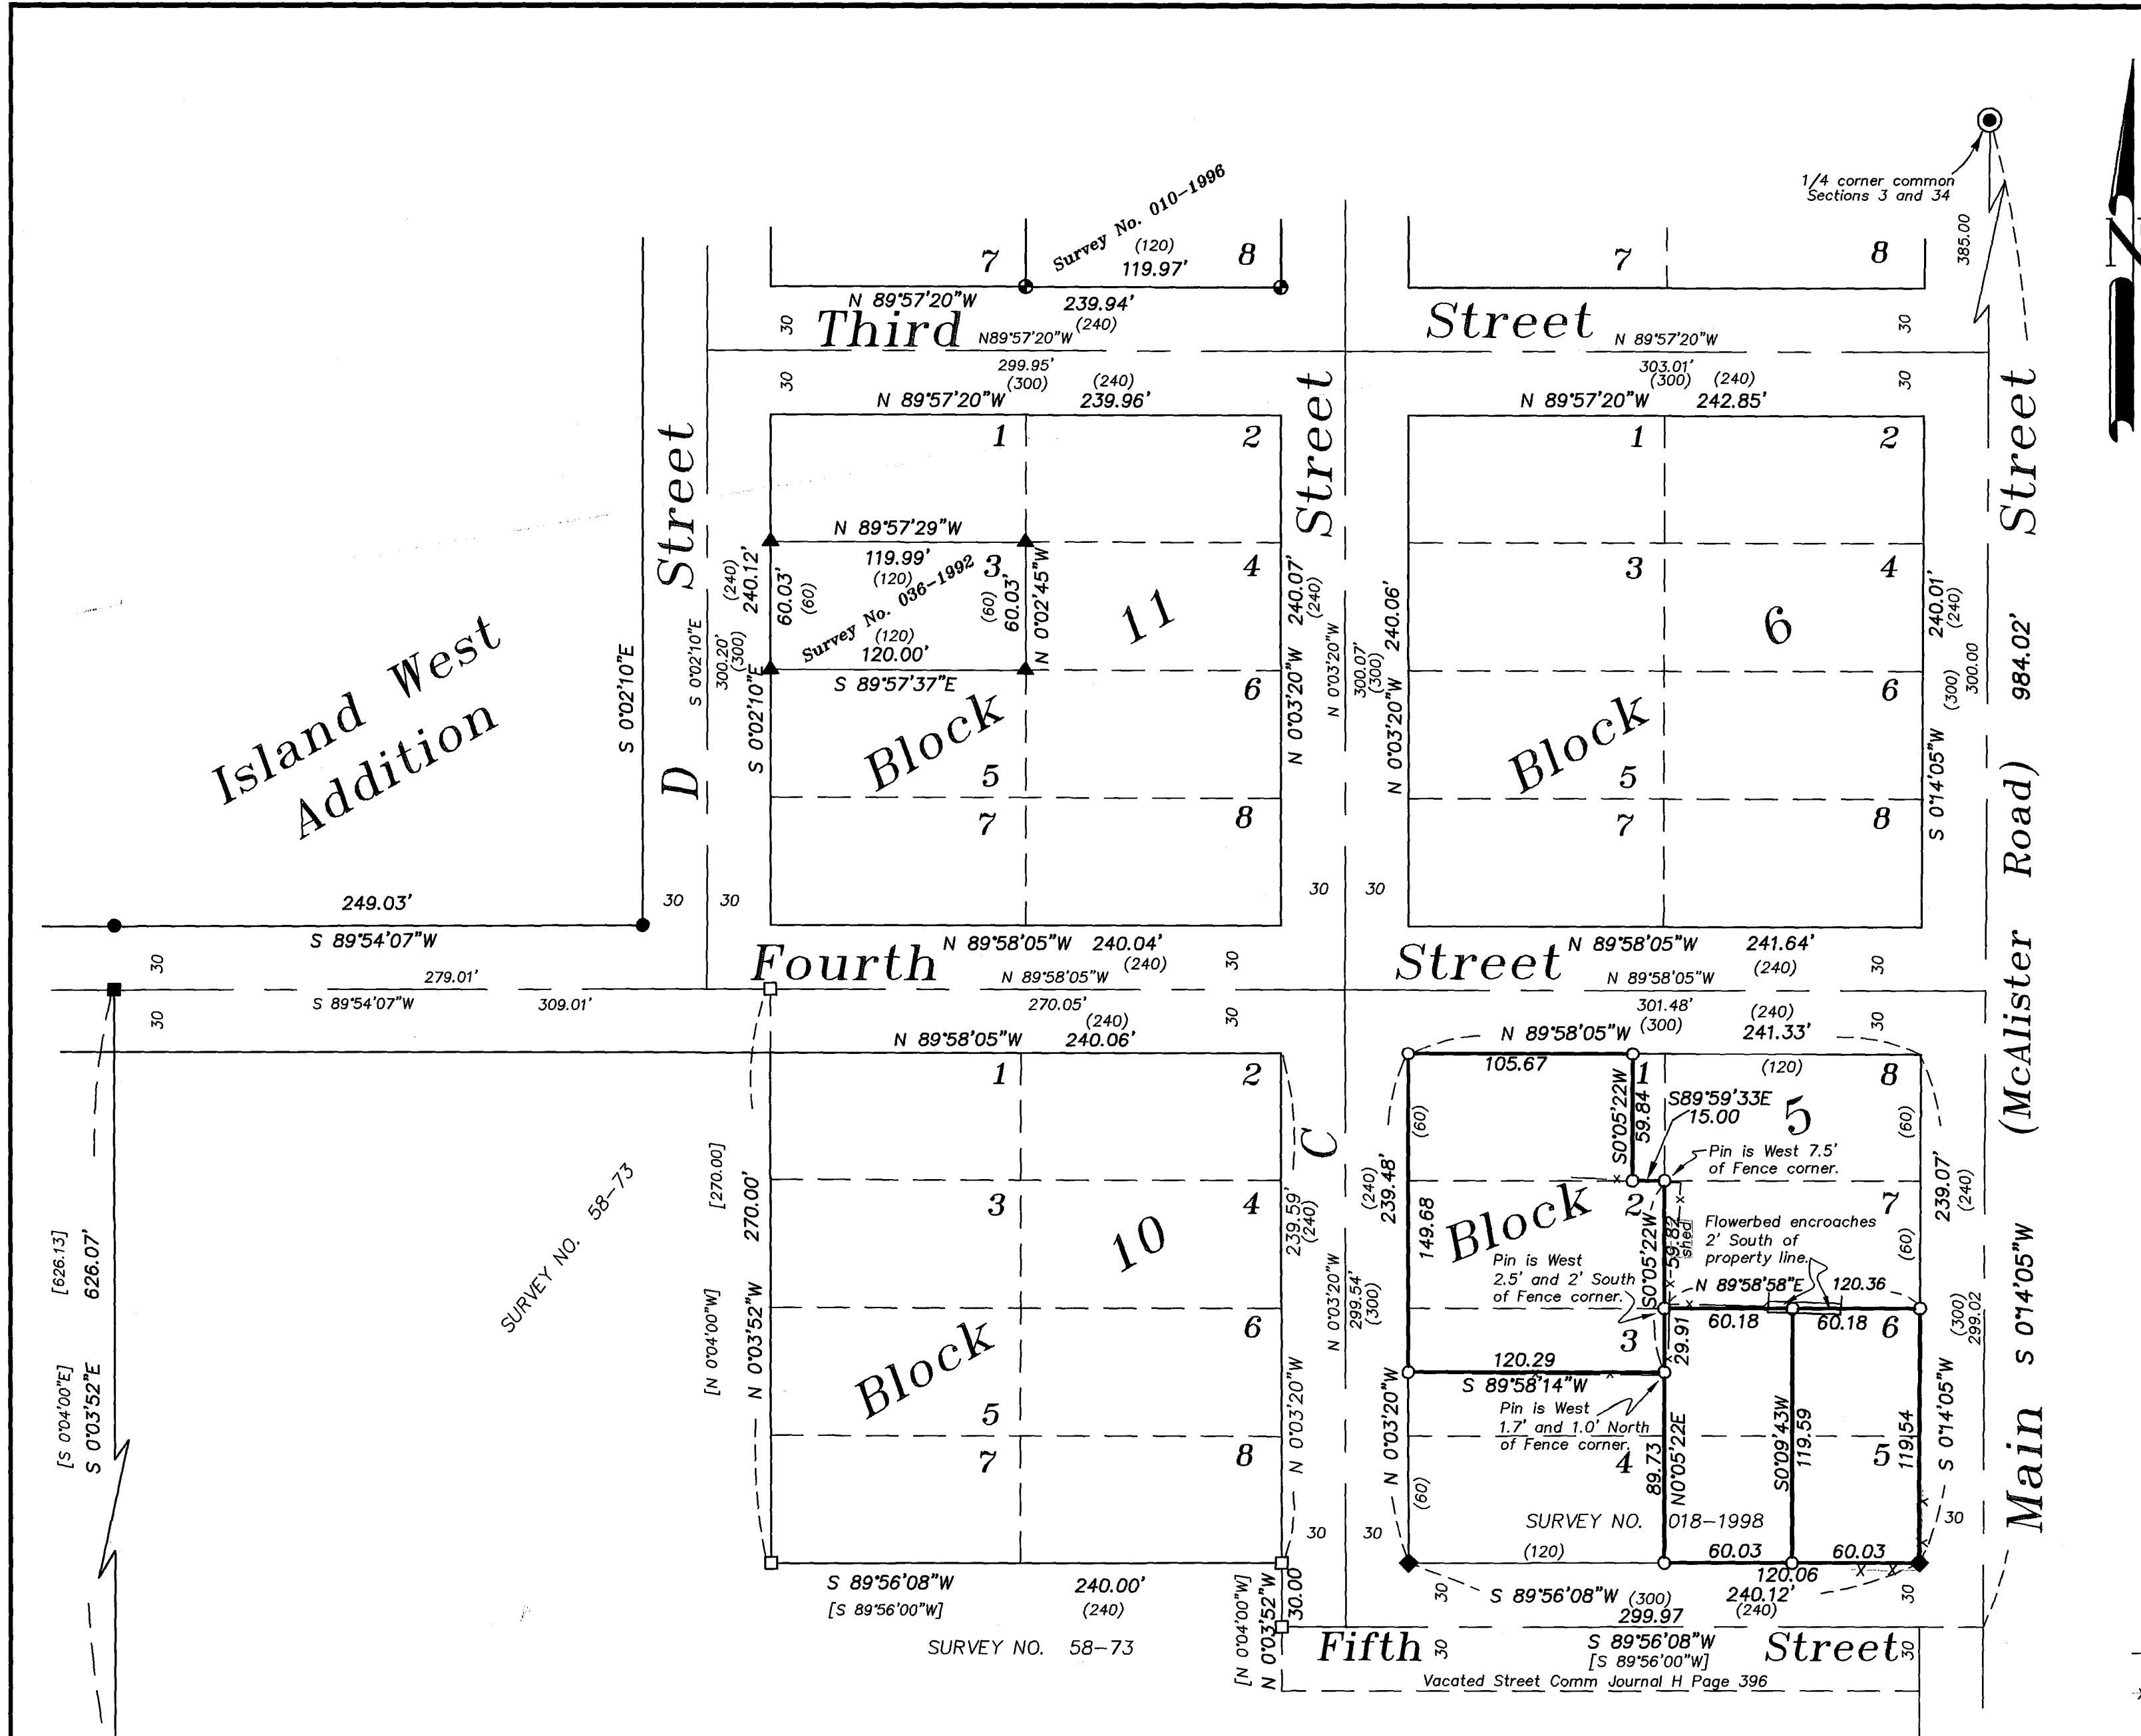 1/4 corner common
Sections 3 and 34
385.00
Survey No. 010-1996
(120)
119.97'
7
8
7
8
N 89°57'20"W
239.94'
(240)
30
Third
Street
N89°57'20"W
N 89°57'20"W
30
299.95'
(300)
(240)
303.01'
(300)
(240)
30
30
N 89°57'20"W
239.96'
N 89°57'20"W
242.85'
D Street
S 0°02'10"E
S 0°02'10"E
300.20'
(300)
(240)
240.12'
S 0°02'10"E
1
2
N 89°57'29"W
119.99'
(120)
3
4
60.03'
(60)
(60)
60.03'
N 0°02'45"W
Survey No. 036-1992
(120)
120.00'
S 89°57'37"E
Block
11
6
5
7
8
N 0°03'20"W 240.07'
(240)
C Street
N 0°03'20"W
300.07'
(300)
N 0°03'20"W 240.06'
1
2
3
4
Block
6
6
5
7
8
240.01'
(240)
S 0°14'05"W
(300)
300.00
Main Street
(McAlister Road)
984.02'
S 0°14'05"W
Island West
Addition
30
30
30
30
249.03'
S 89°54'07"W
30
279.01'
S 89°54'07"W
309.01'
30
N 89°58'05"W 240.04'
(240)
30
Fourth
Street
N 89°58'05"W
270.05'
(240)
30
N 89°58'05"W
240.06'
N 89°58'05"W
241.64'
(240)
30
N 89°58'05"W
301.48'
(300)
(240)
30
N 89°58'05"W
241.33'
[626.13]
626.07'
[S 0°04'00"E]
S 0°03'52"E
SURVEY NO. 58-73
[270.00]
270.00'
[N 0°04'00"W]
N 0°03'52"W
1
2
3
4
Block
10
6
5
7
8
239.59'
(240)
N 0°03'20"W
N 0°03'20"W
299.54'
(300)
(240)
239.48'
N 0°03'20"W
30
30
105.67
(120)
1
8
(60)
S0°05'22W
59.84
S89°59'33E
15.00
5
(60)
Pin is West 7.5'
of Fence corner.
149.68
Block
2
7
S0°05'22W
59.82
shed
Flowerbed encroaches
2' South of
property line.
(60)
Pin is West
2.5' and 2' South
of Fence corner.
N 89°58'58"E
120.36
60.18
60.18
6
3
29.91
120.29
S 89°58'14"W
Pin is West
1.7' and 1.0' North
of Fence corner.
4
89.73
N0°05'22E
S0°09'43W
119.59
5
119.54
(60)
239.07'
(240)
(300)
299.02
S 0°14'05"W
30
SURVEY NO. 018-1998
(120)
60.03
60.03
120.06
30
S 89°56'08"W
(300)
240.12'
(240)
30
299.97
S 89°56'08"W
240.00'
[S 89°56'00"W]
(240)
SURVEY NO. 58-73
[N 0°04'00"W]
N 0°03'52"W
30.00
Fifth
30
S 89°56'08"W
[S 89°56'00"W]
Street
30
Vacated Street Comm Journal H Page 396